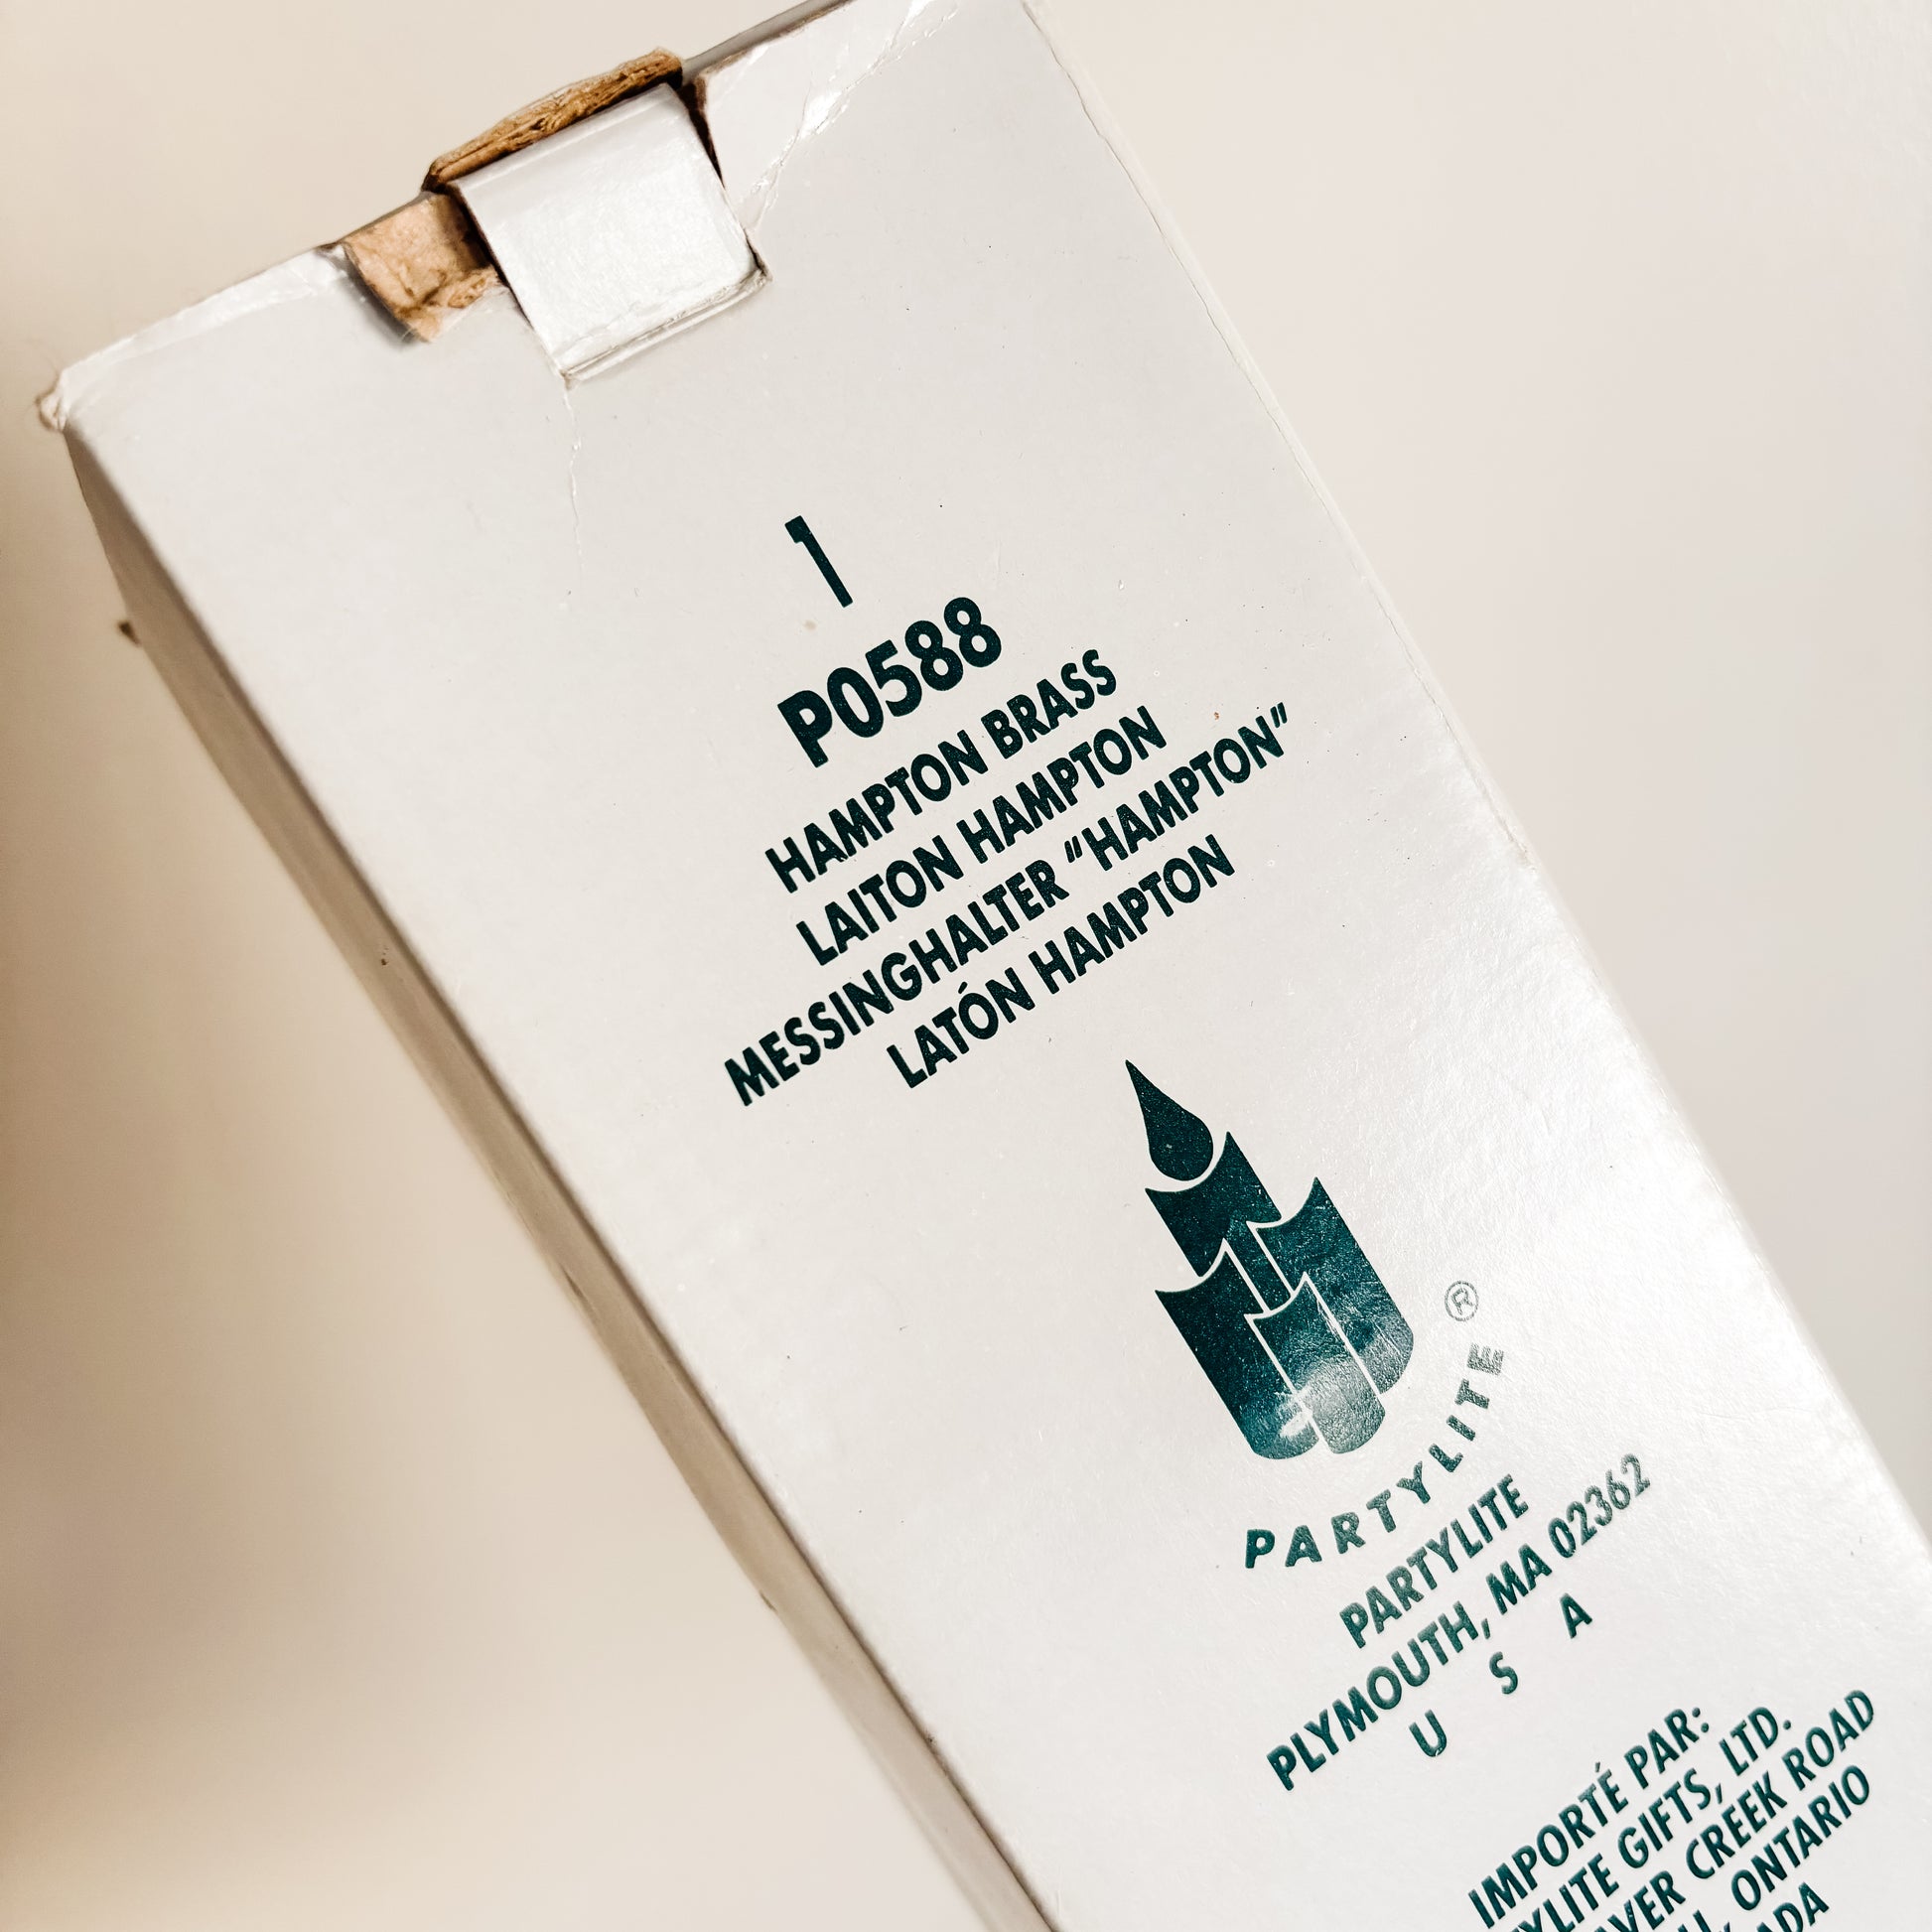 1
P0588
HAMPTON BRASS
LAITON HAMPTON
MESSINGHALTER “HAMPTON”
LATÓN HAMPTON
PARTYLITE ®
PARTYLITE
PLYMOUTH, MA 02362
U S A
IMPORTÉ PAR:
GIFTS, LTD.
CREEK ROAD
ONTARIO